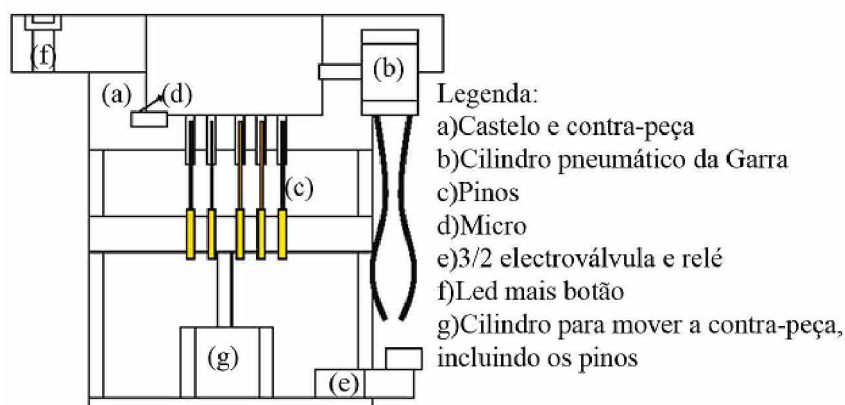 (f)
(b)
(a)
(d)
(c)
(g)
(e)
Legenda:
a)Castelo e contra-peça
b)Cilindro pneumático da Garra
c)Pinos
d)Micro
e)3/2 electroválvula e relé
f)Led mais botão
g)Cilindro para mover a contra-peça,
incluindo os pinos